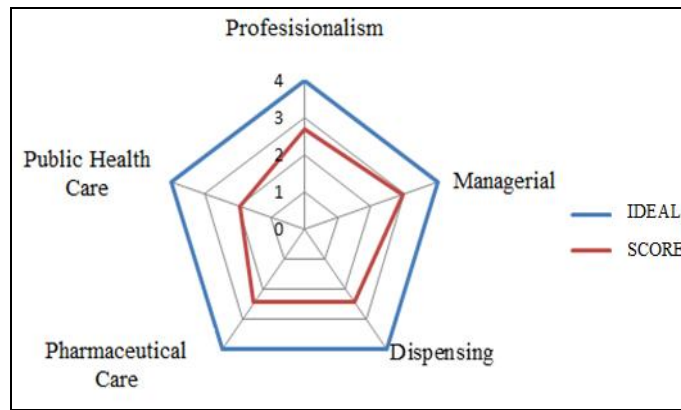 Profesisionalism
4
3
2
1
0
Public Health
Care
Managerial
IDEAL
SCORE
Pharmaceutical
Care
Dispensing